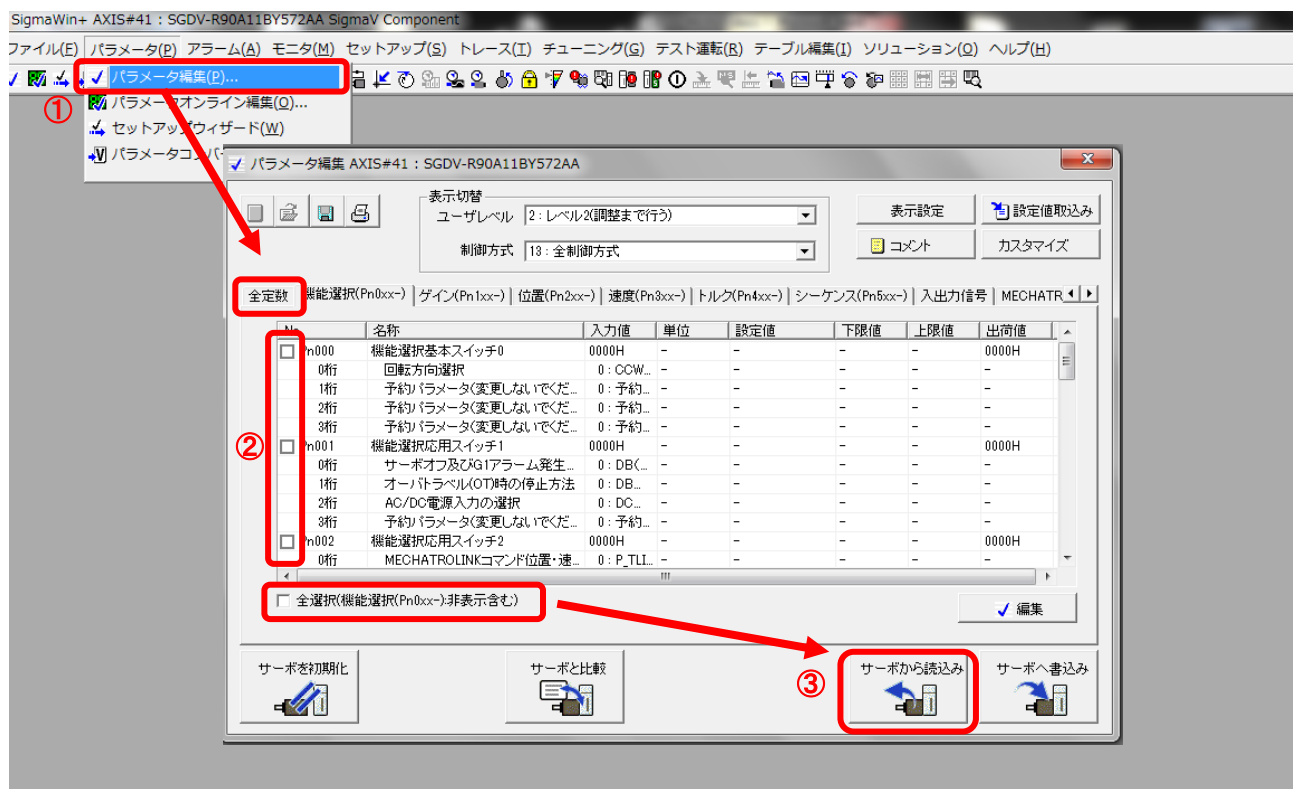 SigmaWin+ AXIS#41 : SGDV-R90A11BY572AA SigmaV Component
ファイル(F) パラメータ(P) アラーム(A) モニタ(M) セットアップ(S) トレース(T) チューニング(G) テスト運転(R) テーブル編集(I) ソリューション(O) ヘルプ(H)
パラメータ編集(P)...
①
パラメータオンライン編集(O)...
セットアップウィザード(W)
パラメータコンバ
パラメータ編集 AXIS#41 : SGDV-R90A11BY572AA
表示切替
ユーザレベル 2 : レベル2(調整まで行う)
表示設定 設定値取込み
制御方式 13 : 全制御方式
コメント カスタマイズ
全定数 機能選択(Pn0xx-) ゲイン(Pn1xx-) 位置(Pn2xx-) 速度(Pn3xx-) トルク(Pn4xx-) シーケンス(Pn5xx-) 入出力信号 MECHATR
No 名称 入力値 単位 設定値 下限値 上限値 出荷値
Pn000 機能選択基本スイッチ0 0000H - - - - 0000H
0桁 回転方向選択 0 : CCW... - - - - -
1桁 予約パラメータ(変更しないでくだ... 0 : 予約... - - - - -
2桁 予約パラメータ(変更しないでくだ... 0 : 予約... - - - - -
3桁 予約パラメータ(変更しないでくだ... 0 : 予約... - - - - -
②
Pn001 機能選択応用スイッチ1 0000H - - - - 0000H
0桁 サーボオフ及びG1アラーム発生... 0 : DB(... - - - - -
1桁 オーバトラベル(OT)時の停止方法 0 : DB... - - - - -
2桁 AC/DC電源入力の選択 0 : DC... - - - - -
3桁 予約パラメータ(変更しないでくだ... 0 : 予約... - - - - -
Pn002 機能選択応用スイッチ2 0000H - - - - 0000H
0桁 MECHATROLINKコマンド位置・速... 0 : P_TLI... - - - - -
全選択(機能選択(Pn0xx-):非表示含む)
編集
サーボを初期化 サーボと比較 ③ サーボから読込み サーボへ書込み